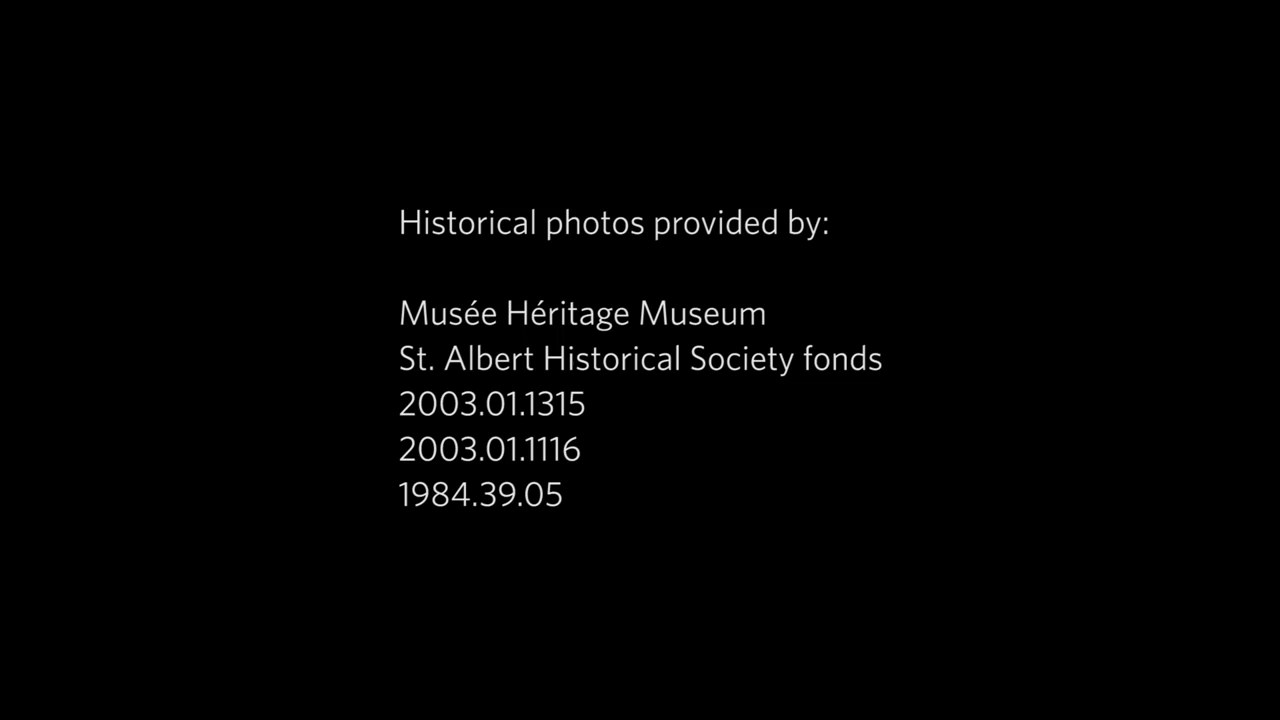 Historical photos provided by:
Musée Héritage Museum
St. Albert Historical Society fonds
2003.01.1315
2003.01.1116
1984.39.05